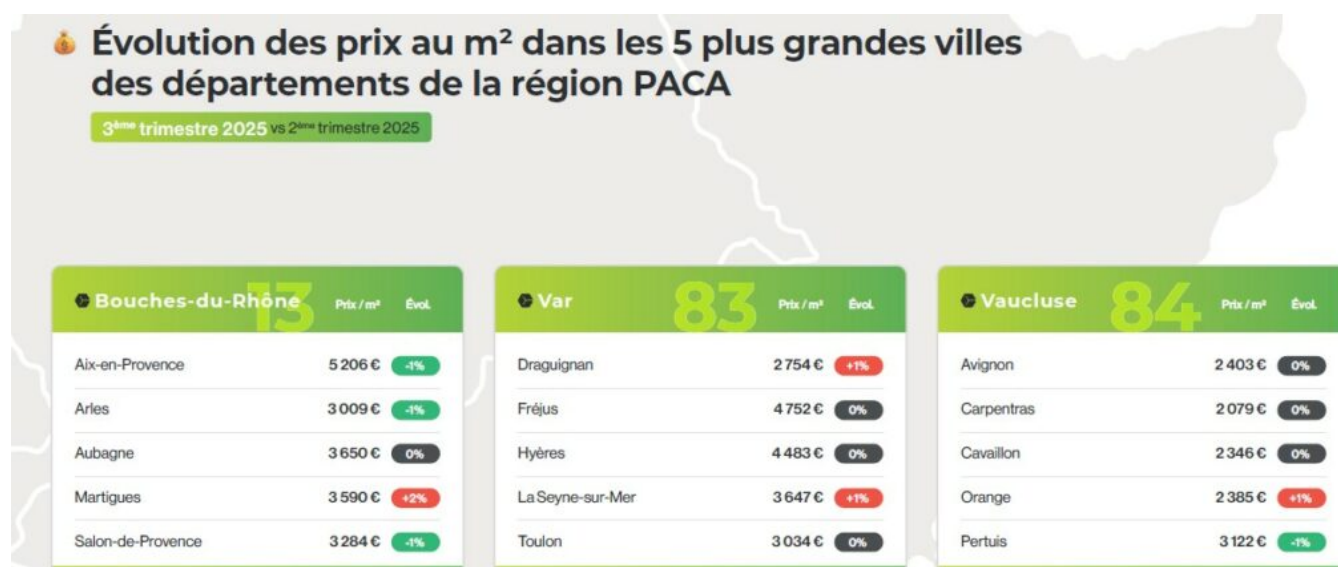 Évolution des prix au m² dans les 5 plus grandes villes
des départements de la région PACA
3ème trimestre 2025 vs 2ème trimestre 2025
Bouches-du-Rhône 13 Prix / m² Évol.
Aix-en-Provence 5 206 € -1%
Arles 3 009 € -1%
Aubagne 3 650 € 0%
Martigues 3 590 € +2%
Salon-de-Provence 3 284 € -1%
Var 83 Prix / m² Évol.
Draguignan 2 754 € +1%
Fréjus 4 752 € 0%
Hyères 4 483 € 0%
La Seyne-sur-Mer 3 647 € +1%
Toulon 3 034 € 0%
Vaucluse 84 Prix / m² Évol.
Avignon 2 403 € 0%
Carpentras 2 079 € 0%
Cavaillon 2 346 € 0%
Orange 2 385 € +1%
Pertuis 3 122 € -1%